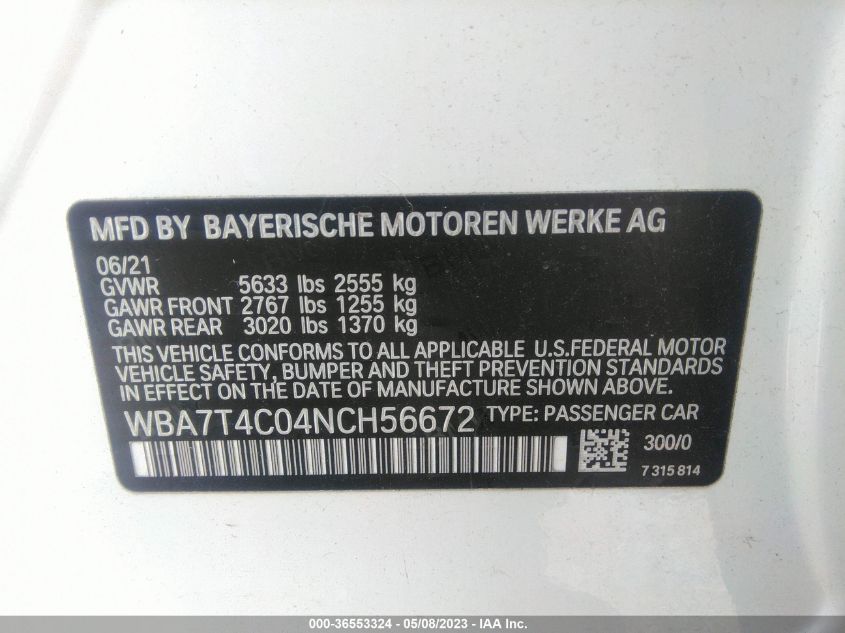 MFD BY BAYERISCHE MOTOREN WERKE AG
06/21
GVWR 5633 lbs 2555 kg
GAWR FRONT 2767 lbs 1255 kg
GAWR REAR 3020 lbs 1370 kg
THIS VEHICLE CONFORMS TO ALL APPLICABLE U.S.FEDERAL MOTOR
VEHICLE SAFETY, BUMPER AND THEFT PREVENTION STANDARDS
IN EFFECT ON THE DATE OF MANUFACTURE SHOWN ABOVE.
WBA7T4C04NCH56672 TYPE: PASSENGER CAR
300/0
7 315 814
000-36553324 - 05/08/2023 - IAA Inc.